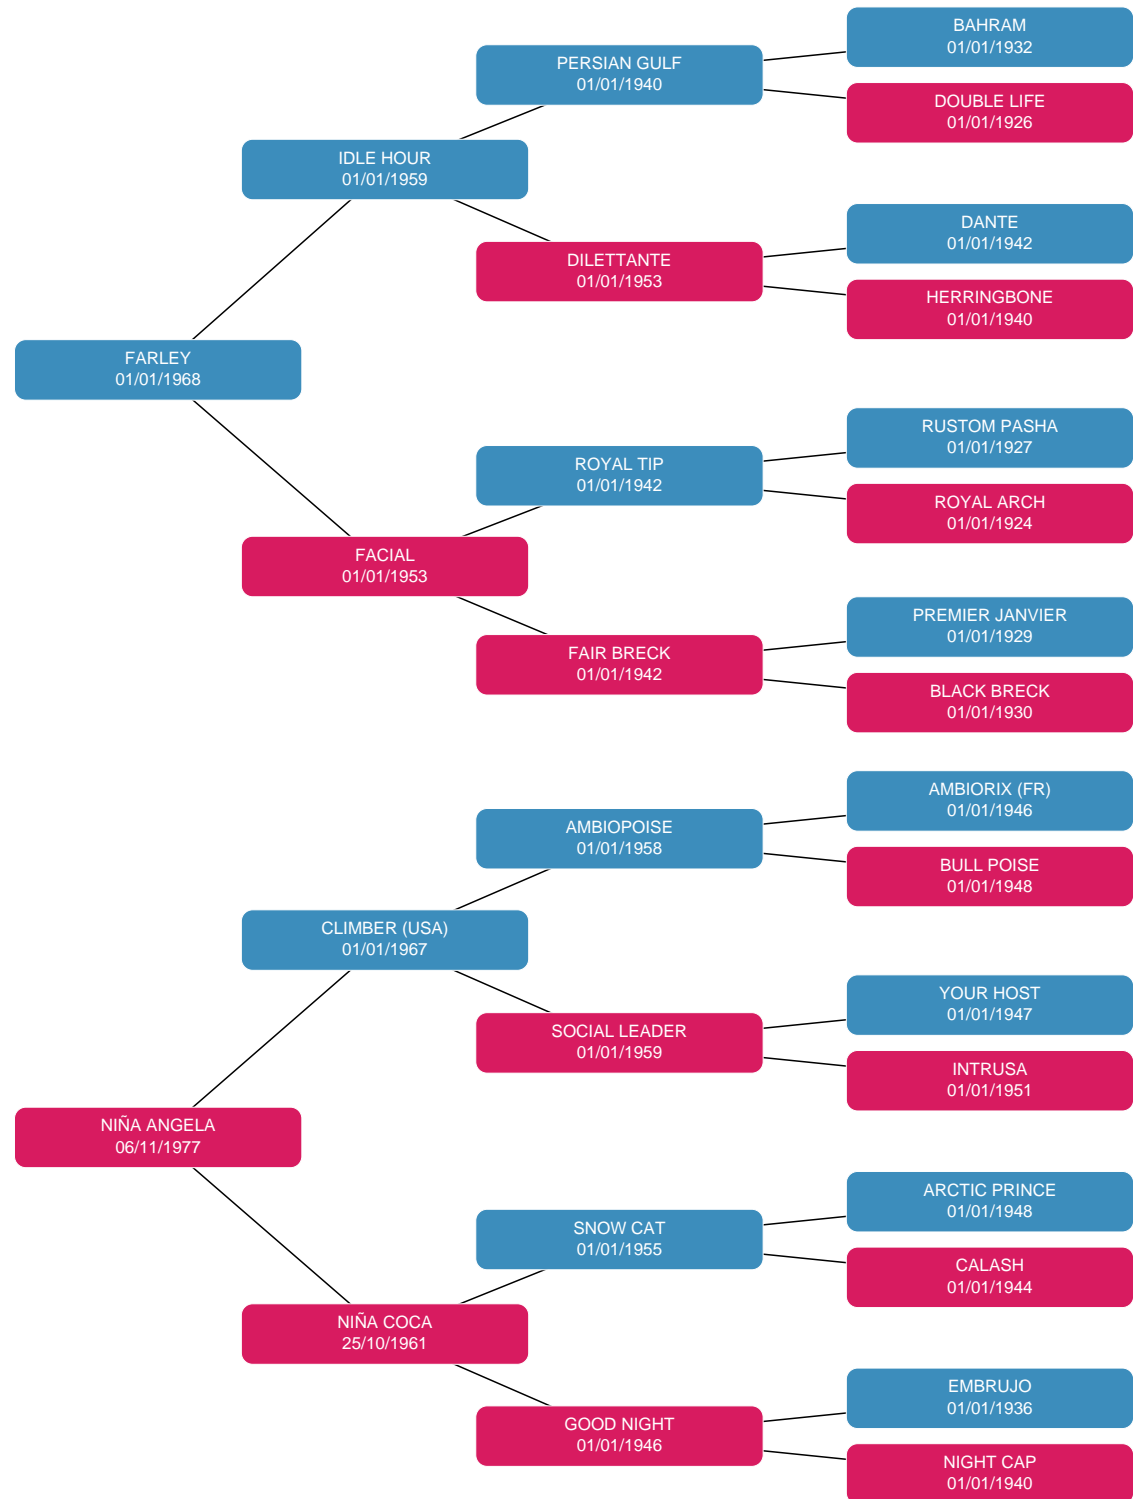 BAHRAM
01/01/1932
PERSIAN GULF
01/01/1940
DOUBLE LIFE
01/01/1926
IDLE HOUR
01/01/1959
DANTE
01/01/1942
DILETTANTE
01/01/1953
HERRINGBONE
01/01/1940
FARLEY
01/01/1968
RUSTOM PASHA
01/01/1927
ROYAL TIP
01/01/1942
ROYAL ARCH
01/01/1924
FACIAL
01/01/1953
PREMIER JANVIER
01/01/1929
FAIR BRECK
01/01/1942
BLACK BRECK
01/01/1930
AMBIORIX (FR)
01/01/1946
AMBIOPOISE
01/01/1958
BULL POISE
01/01/1948
CLIMBER (USA)
01/01/1967
YOUR HOST
01/01/1947
SOCIAL LEADER
01/01/1959
INTRUSA
01/01/1951
NIÑA ANGELA
06/11/1977
ARCTIC PRINCE
01/01/1948
SNOW CAT
01/01/1955
CALASH
01/01/1944
NIÑA COCA
25/10/1961
EMBRUJO
01/01/1936
GOOD NIGHT
01/01/1946
NIGHT CAP
01/01/1940